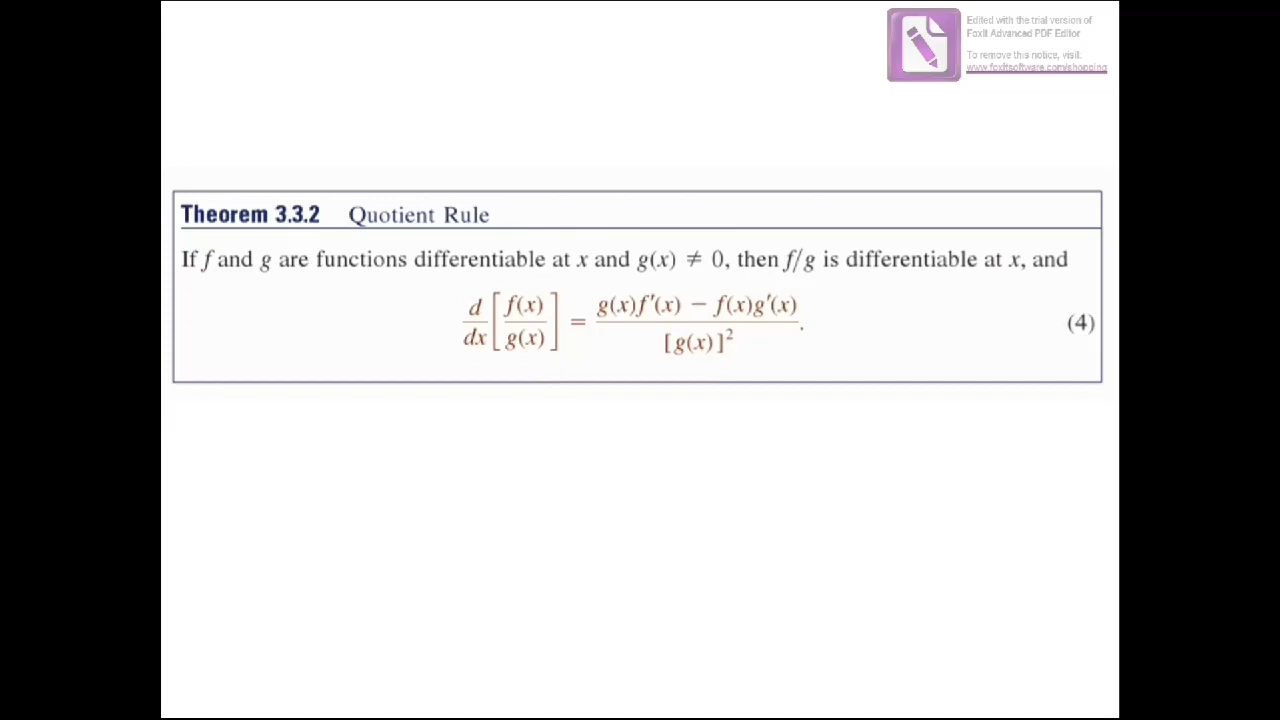 Edited with the trial version of
Foxit Advanced PDF Editor
To remove this notice, visit:
www.foxitsoftware.com/shopping
Theorem 3.3.2 Quotient Rule
If f and g are functions differentiable at x and g(x) ≠ 0, then f/g is differentiable at x, and
d/dx [f(x)/g(x)] = g(x)f′(x) − f(x)g′(x) / [g(x)]². (4)